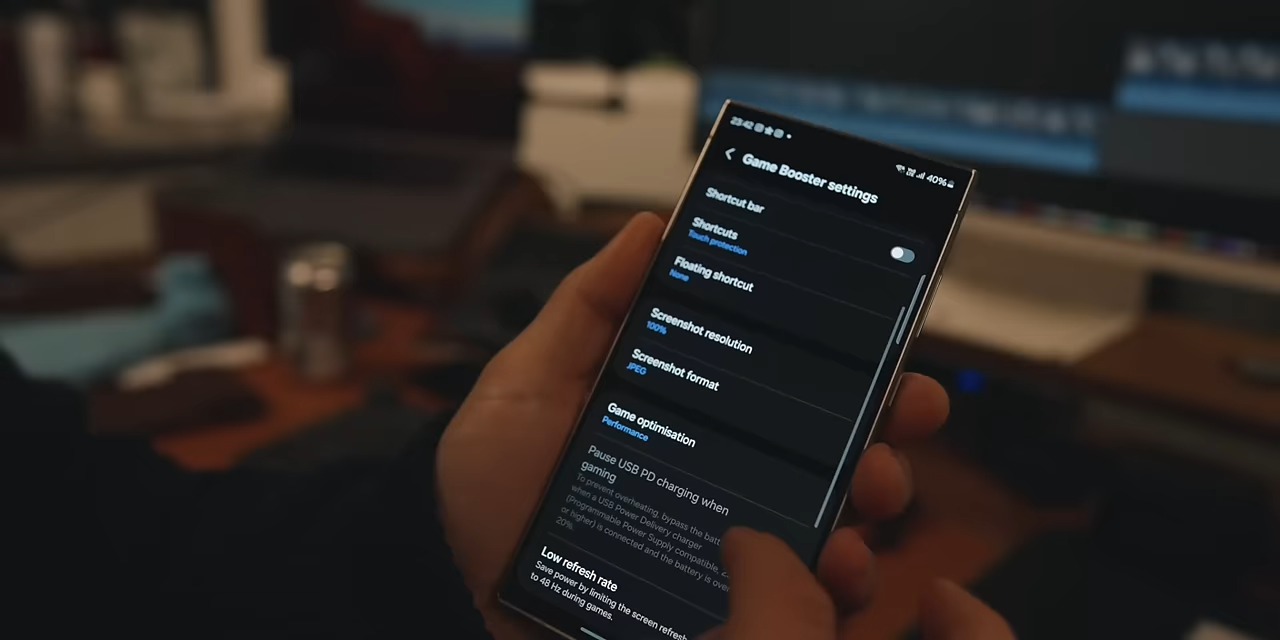 23:42
40%
Game Booster settings
Shortcut bar
Shortcuts
Touch protection
Floating shortcut
None
Screenshot resolution
100%
Screenshot format
JPEG
Game optimisation
Performance
Pause USB PD charging when
gaming
To prevent overheating, bypass the batt
when a USB Power Delivery charger
(Programmable Power Supply compatible, 2
or higher) is connected and the battery is over
20%.
Low refresh rate
Save power by limiting the screen refresh
to 48 Hz during games.